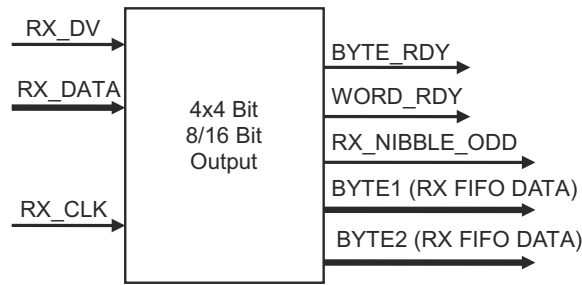 RX_DV
RX_DATA
RX_CLK
4x4 Bit
8/16 Bit
Output
BYTE_RDY
WORD_RDY
RX_NIBBLE_ODD
BYTE1 (RX FIFO DATA)
BYTE2 (RX FIFO DATA)